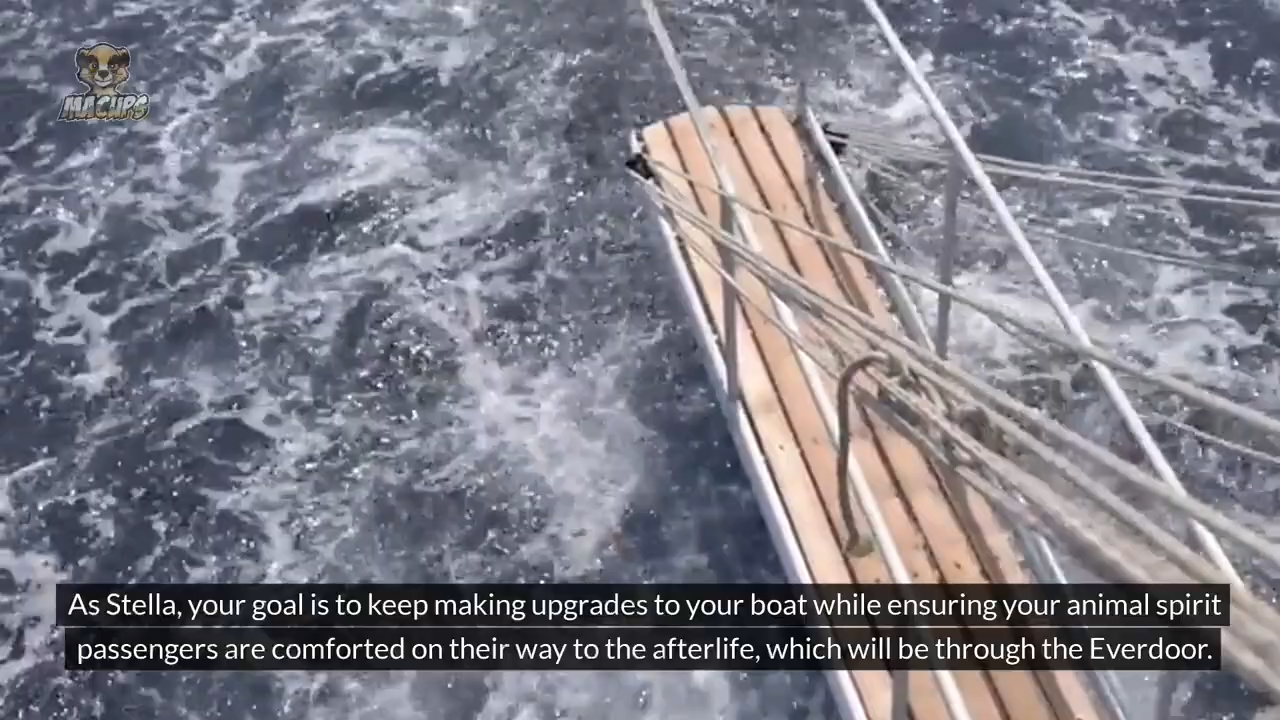 MACHPS
As Stella, your goal is to keep making upgrades to your boat while ensuring your animal spirit
passengers are comforted on their way to the afterlife, which will be through the Everdoor.